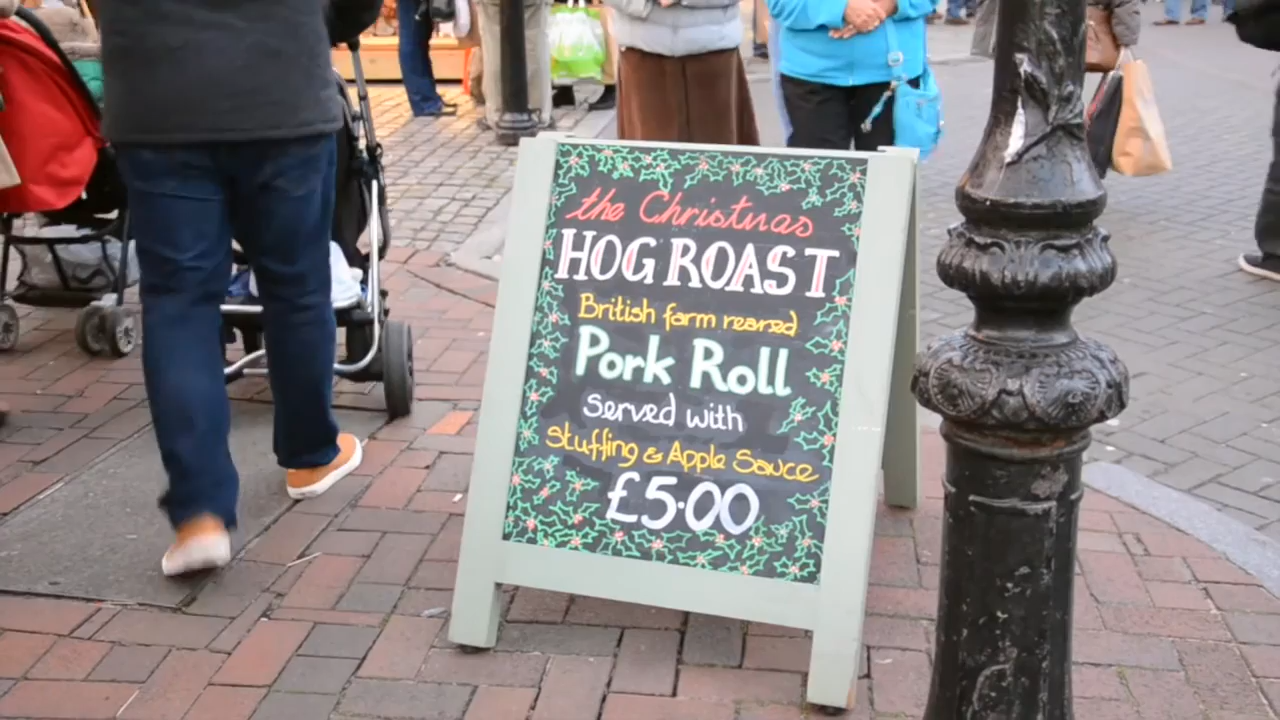 the Christmas
HOG ROAST
British farm reared
Pork Roll
served with
stuffing & Apple Sauce
£5.00